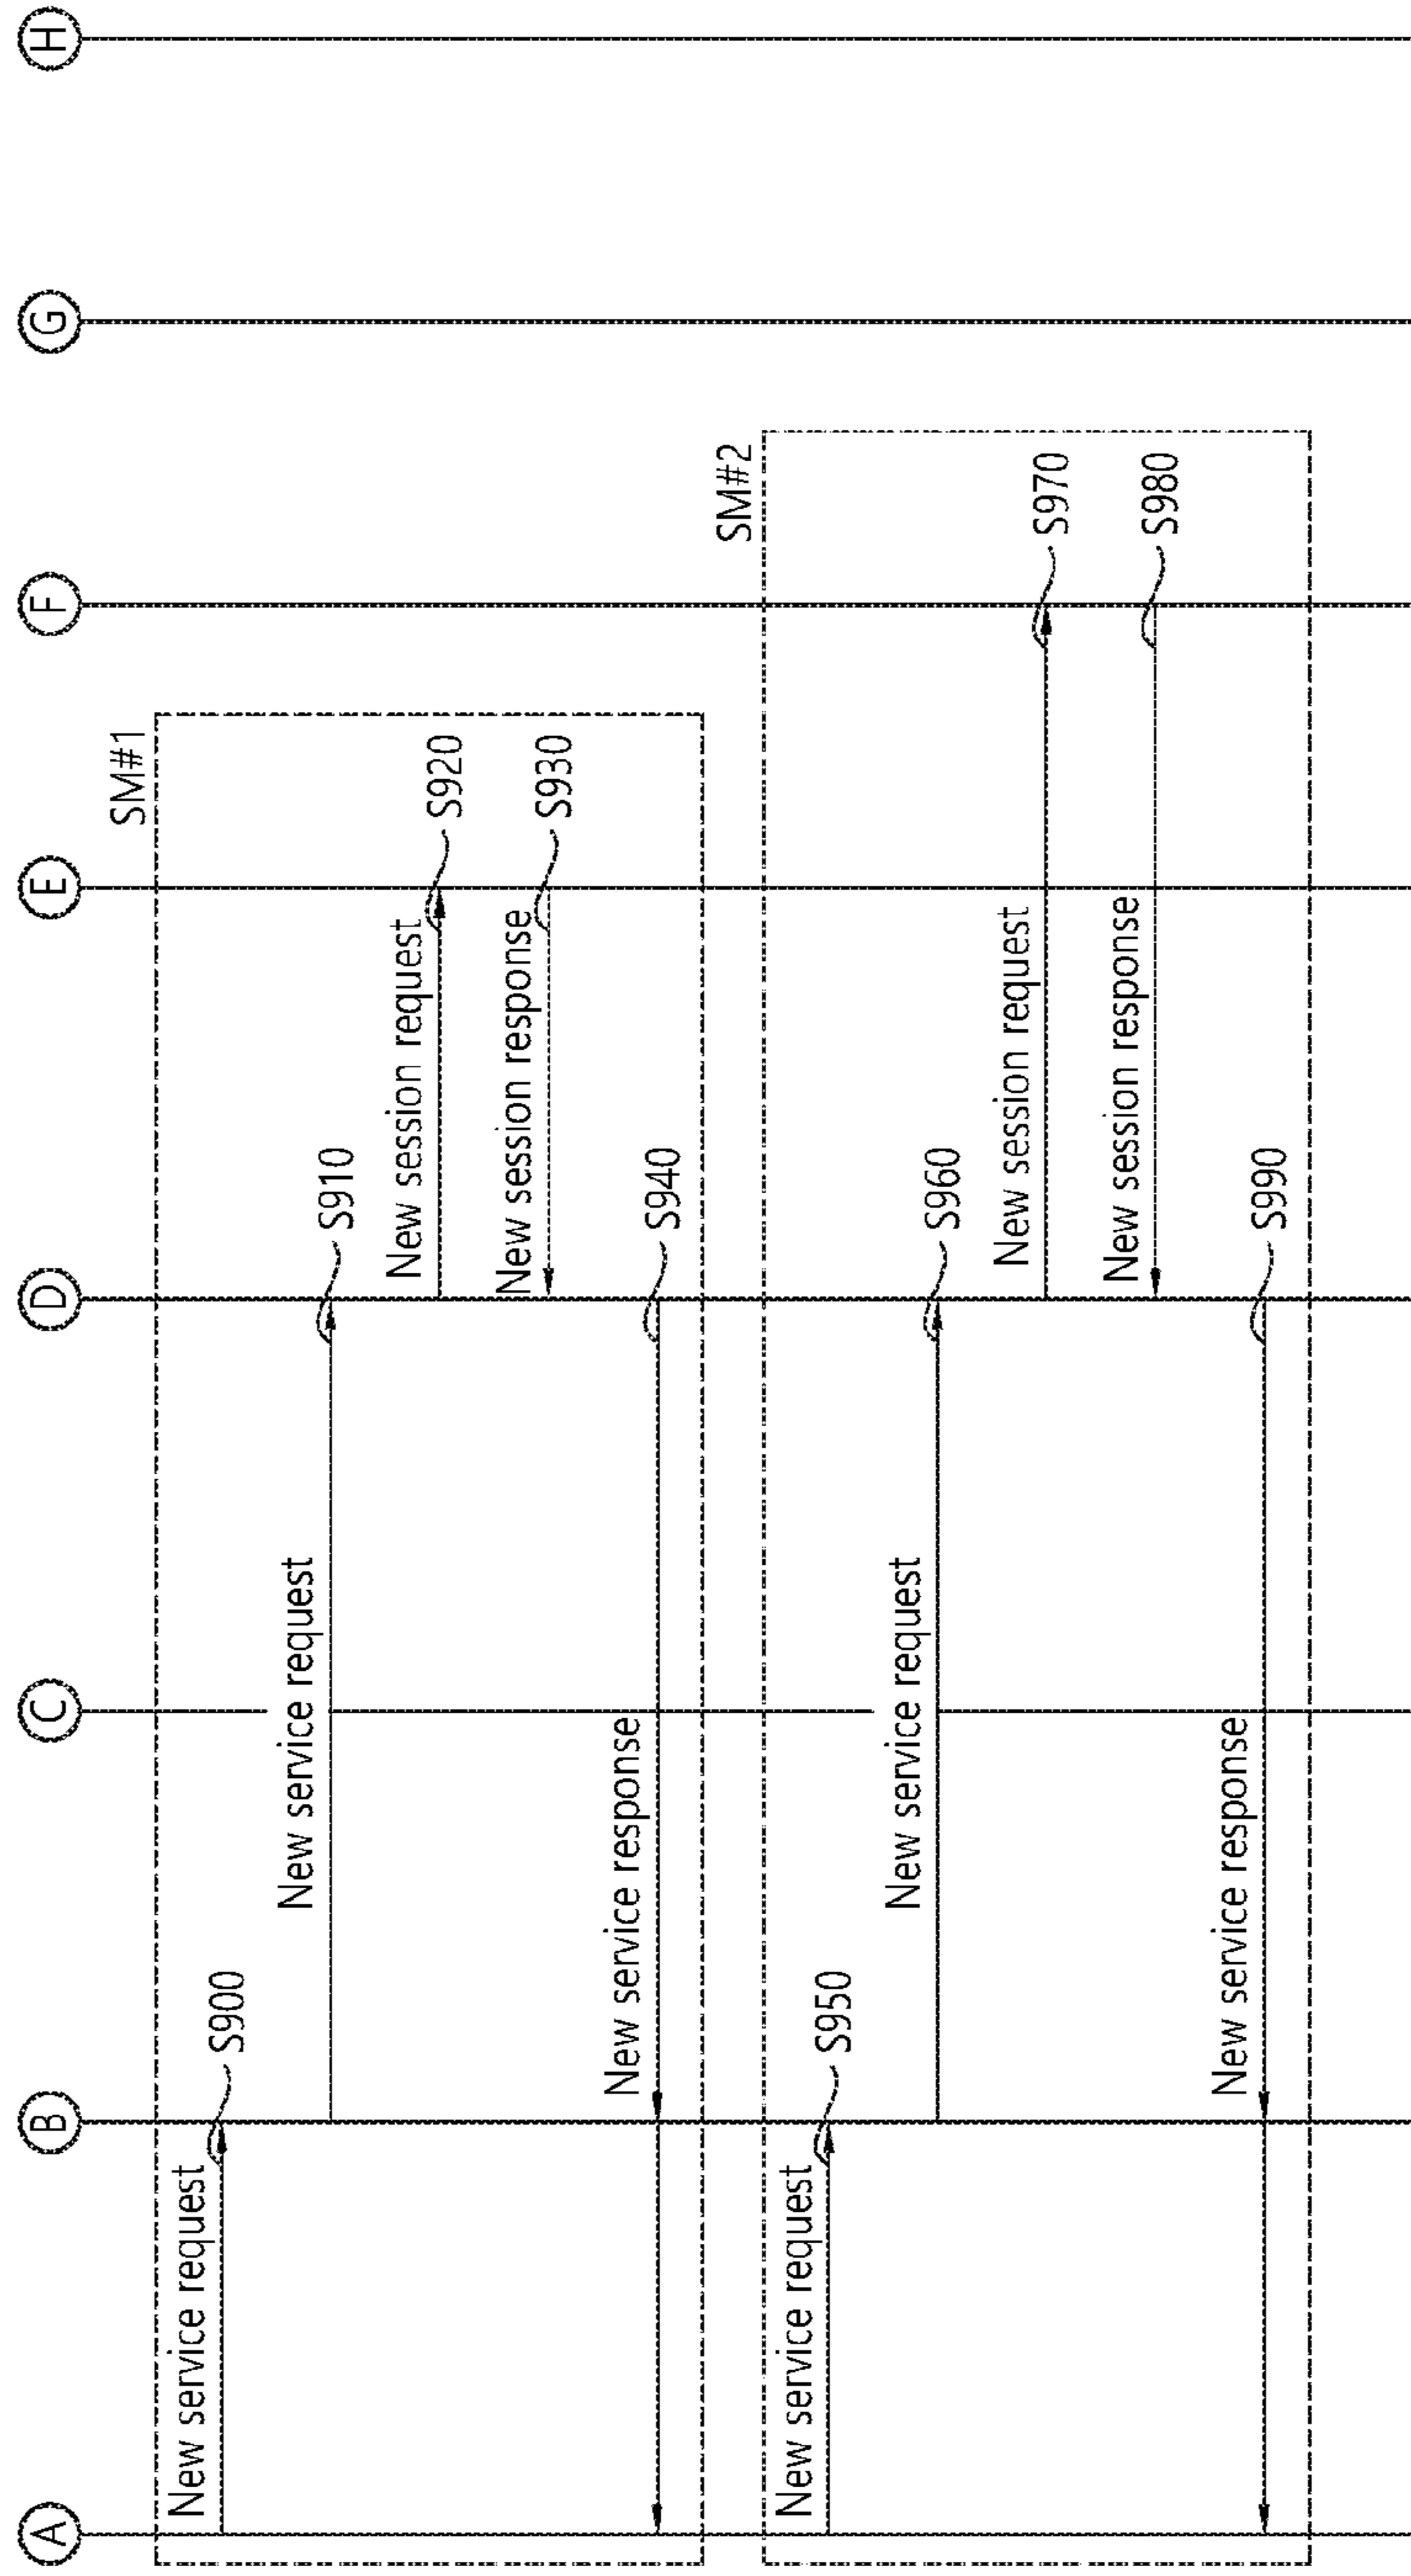 A
B
C
D
E
F
G
H
SM#1
New service request
S900
New service request
S910
New session request
S920
New session response
S930
New service response
S940
SM#2
New service request
S950
New service request
S960
New session request
S970
New session response
S980
New service response
S990